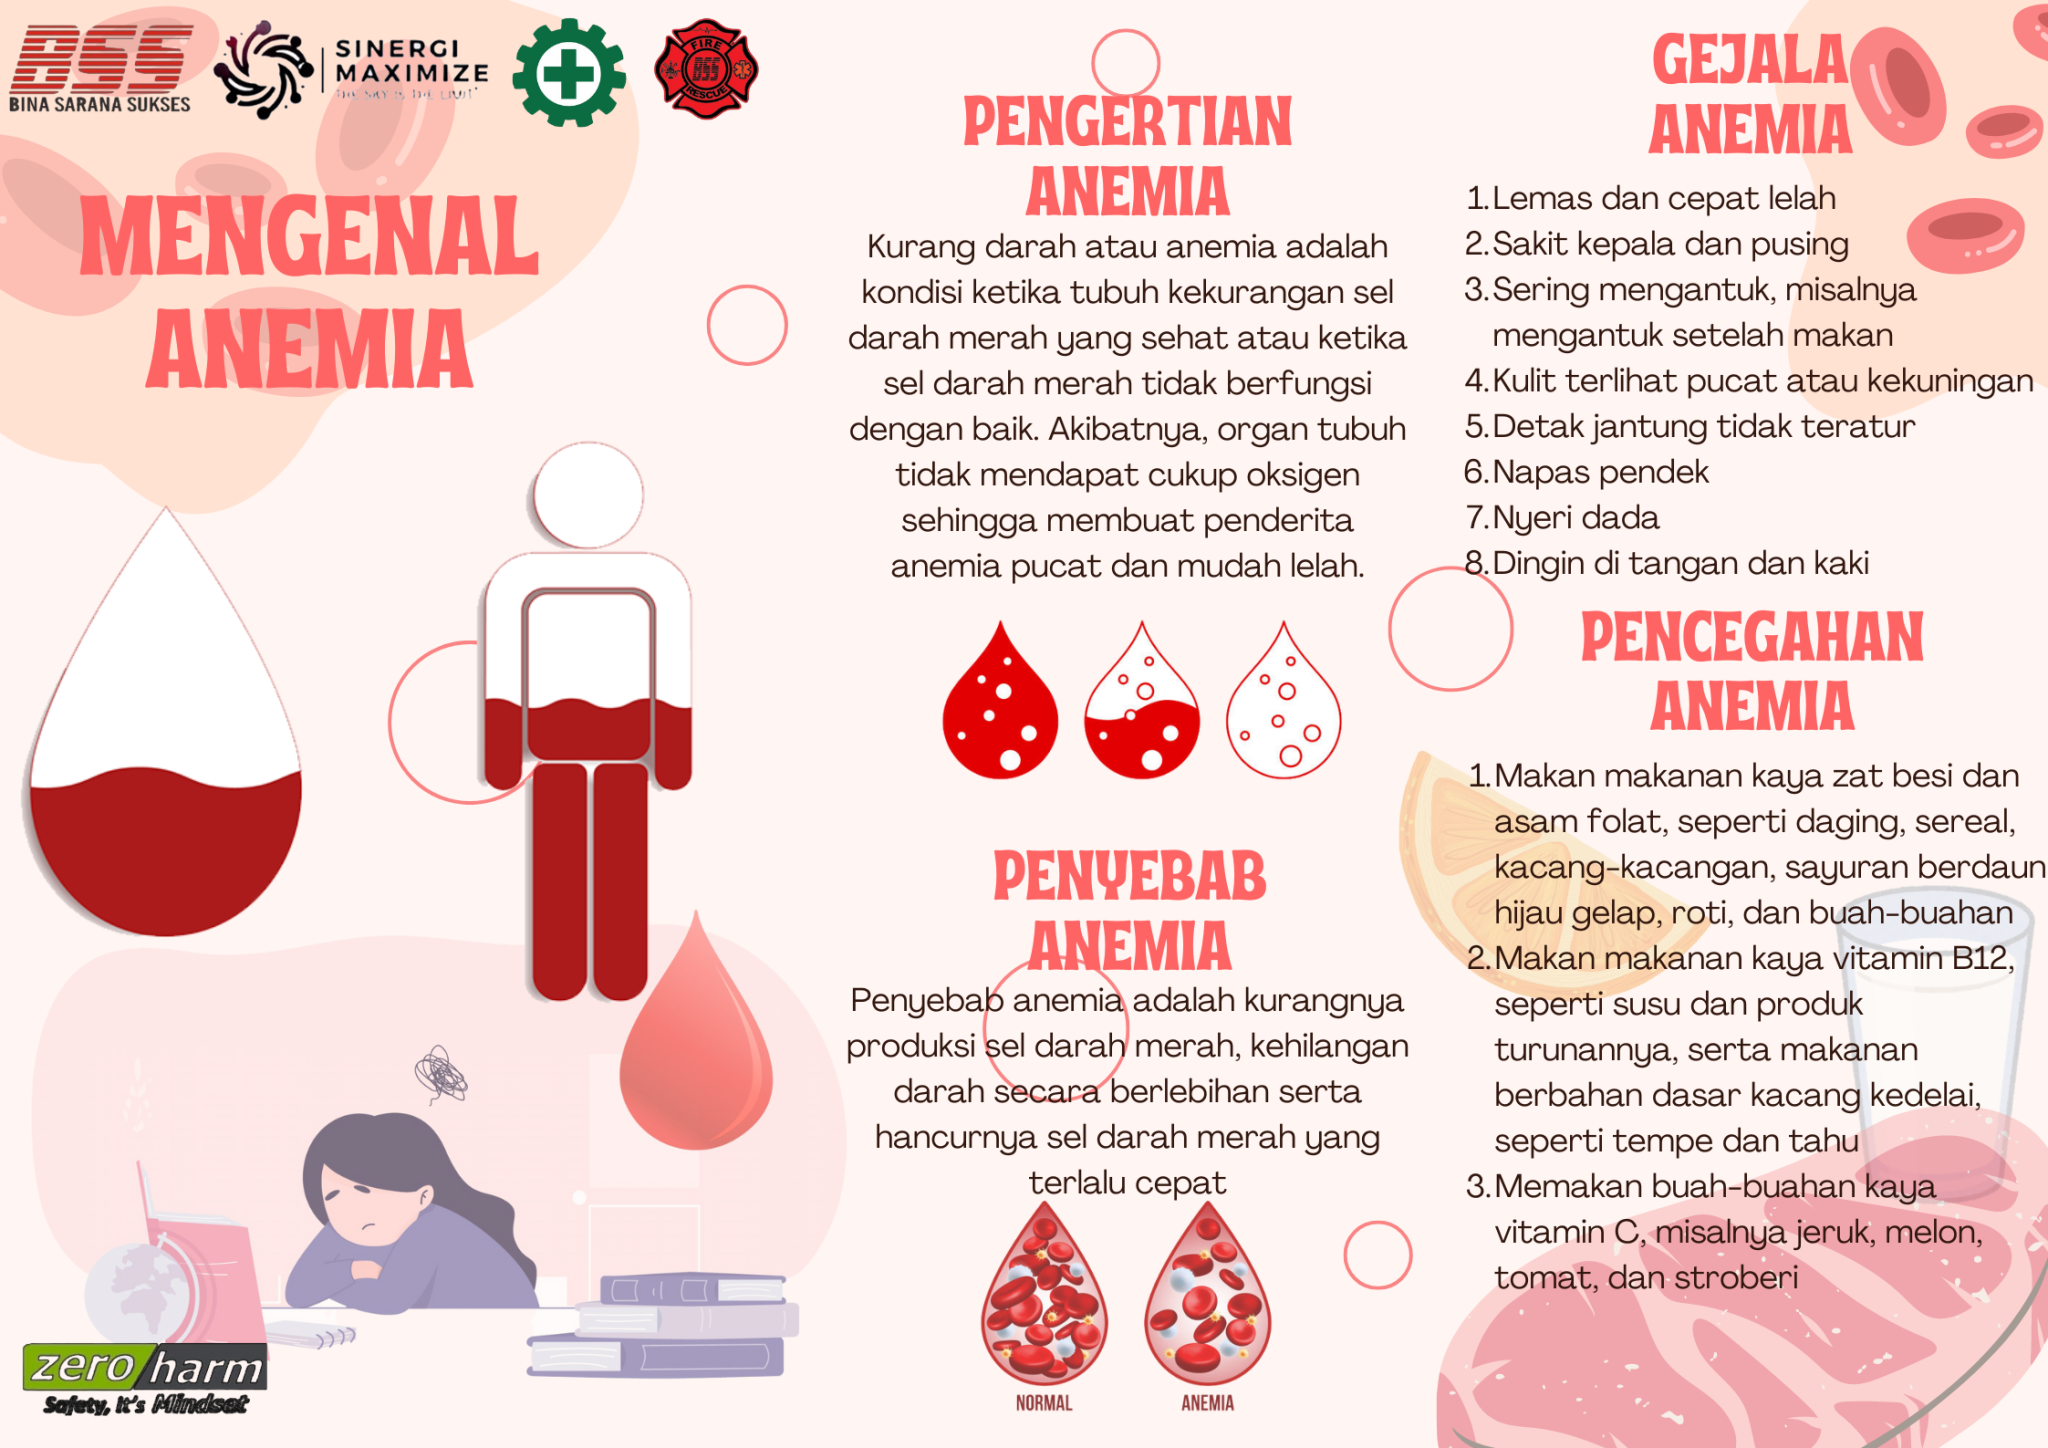 BSS
BINA SARANA SUKSES
SINERGI
MAXIMIZE
THE SKY IS THE LIMIT
FIRE
BSS
RESCUE
MENGENAL
ANEMIA
zero harm
Safety, it's Mindset
PENGERTIAN
ANEMIA
Kurang darah atau anemia adalah
kondisi ketika tubuh kekurangan sel
darah merah yang sehat atau ketika
sel darah merah tidak berfungsi
dengan baik. Akibatnya, organ tubuh
tidak mendapat cukup oksigen
sehingga membuat penderita
anemia pucat dan mudah lelah.
PENYEBAB
ANEMIA
Penyebab anemia adalah kurangnya
produksi sel darah merah, kehilangan
darah secara berlebihan serta
hancurnya sel darah merah yang
terlalu cepat
NORMAL
ANEMIA
GEJALA
ANEMIA
1. Lemas dan cepat lelah
2. Sakit kepala dan pusing
3. Sering mengantuk, misalnya
mengantuk setelah makan
4. Kulit terlihat pucat atau kekuningan
5. Detak jantung tidak teratur
6. Napas pendek
7. Nyeri dada
8. Dingin di tangan dan kaki
PENCEGAHAN
ANEMIA
1. Makan makanan kaya zat besi dan
asam folat, seperti daging, sereal,
kacang-kacangan, sayuran berdaun
hijau gelap, roti, dan buah-buahan
2. Makan makanan kaya vitamin B12,
seperti susu dan produk
turunannya, serta makanan
berbahan dasar kacang kedelai,
seperti tempe dan tahu
3. Memakan buah-buahan kaya
vitamin C, misalnya jeruk, melon,
tomat, dan stroberi